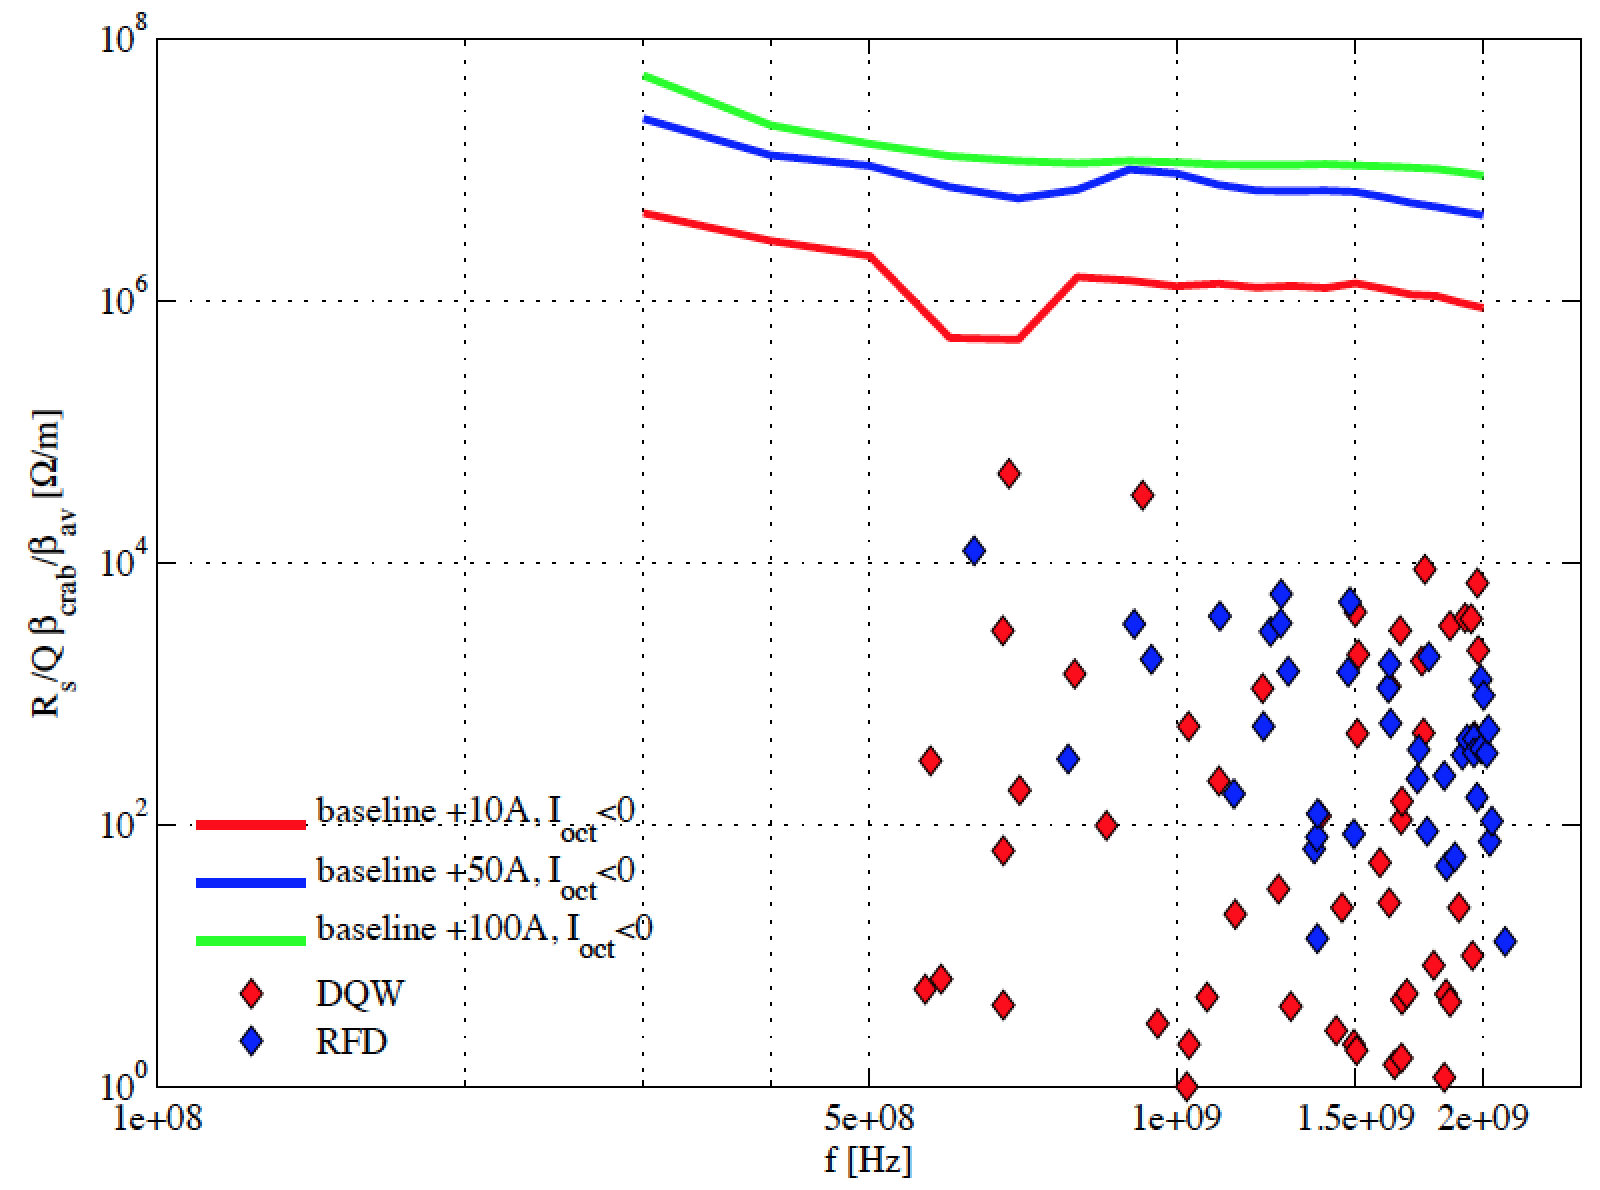 10^8
10^6
10^4
10^2
10^0
R_s/Q β_crab/β_av [Ω/m]
baseline +10A, I_oct<0
baseline +50A, I_oct<0
baseline +100A, I_oct<0
DQW
RFD
1e+08 5e+08 1e+09 1.5e+09 2e+09
f [Hz]